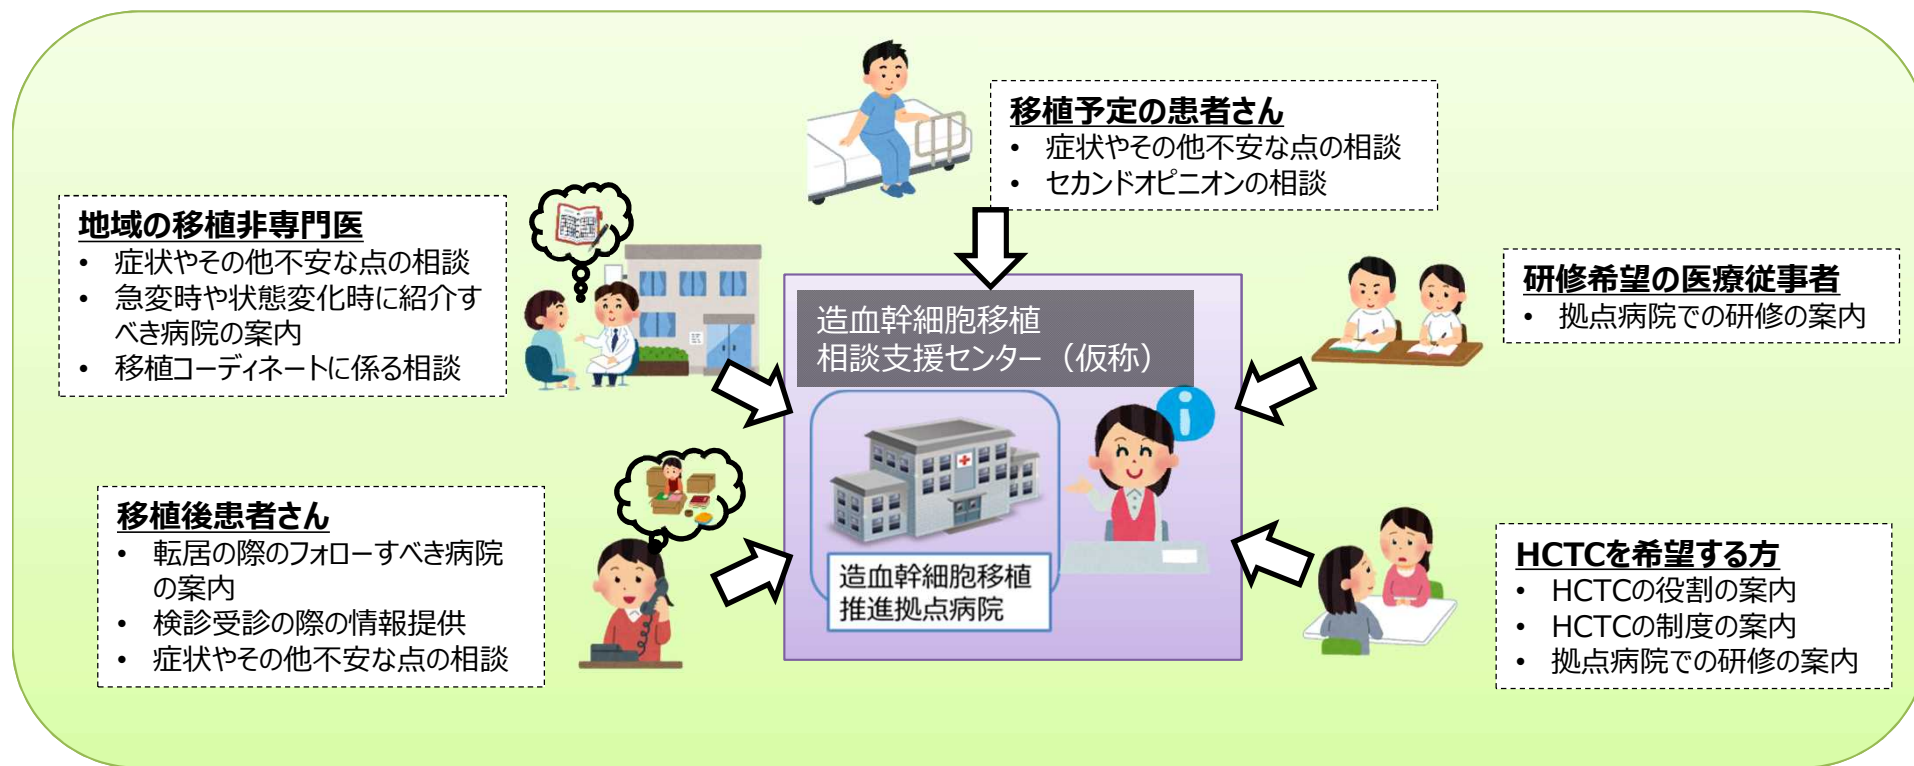 移植予定の患者さん
• 症状やその他不安な点の相談
• セカンドオピニオンの相談
地域の移植非専門医
• 症状やその他不安な点の相談
• 急変時や状態変化時に紹介す
べき病院の案内
• 移植コーディネートに係る相談
研修希望の医療従事者
• 拠点病院での研修の案内
造血幹細胞移植
相談支援センター（仮称）
造血幹細胞移植
推進拠点病院
移植後患者さん
• 転居の際のフォローすべき病院
の案内
• 検診受診の際の情報提供
• 症状やその他不安な点の相談
HCTCを希望する方
• HCTCの役割の案内
• HCTCの制度の案内
• 拠点病院での研修の案内